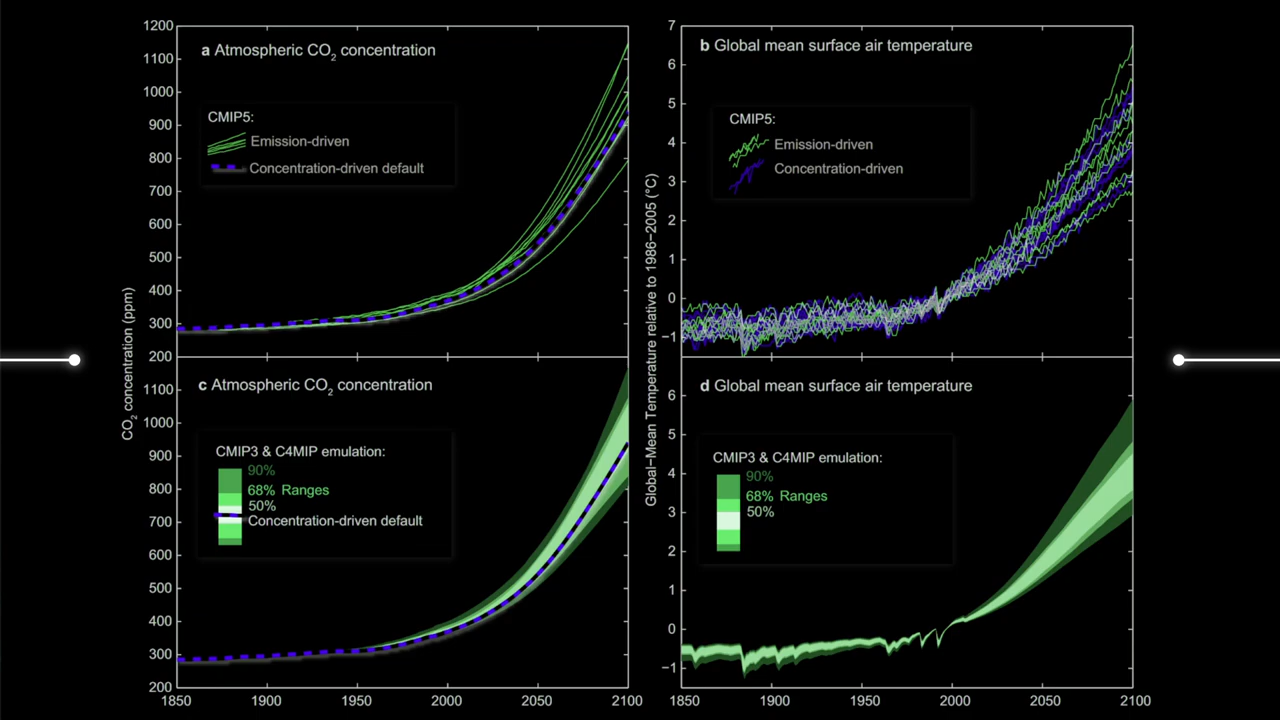 1200
1100
1000
900
800
700
600
500
400
300
200
a Atmospheric CO2 concentration
CMIP5:
Emission-driven
Concentration-driven default
7
6
5
4
3
2
1
0
−1
b Global mean surface air temperature
CMIP5:
Emission-driven
Concentration-driven
CO2 concentration (ppm)
Global−Mean Temperature relative to 1986−2005 (°C)
1100
1000
900
800
700
600
500
400
300
200
c Atmospheric CO2 concentration
CMIP3 & C4MIP emulation:
90%
68% Ranges
50%
Concentration-driven default
1850 1900 1950 2000 2050 2100
6
5
4
3
2
1
0
−1
d Global mean surface air temperature
CMIP3 & C4MIP emulation:
90%
68% Ranges
50%
1850 1900 1950 2000 2050 2100